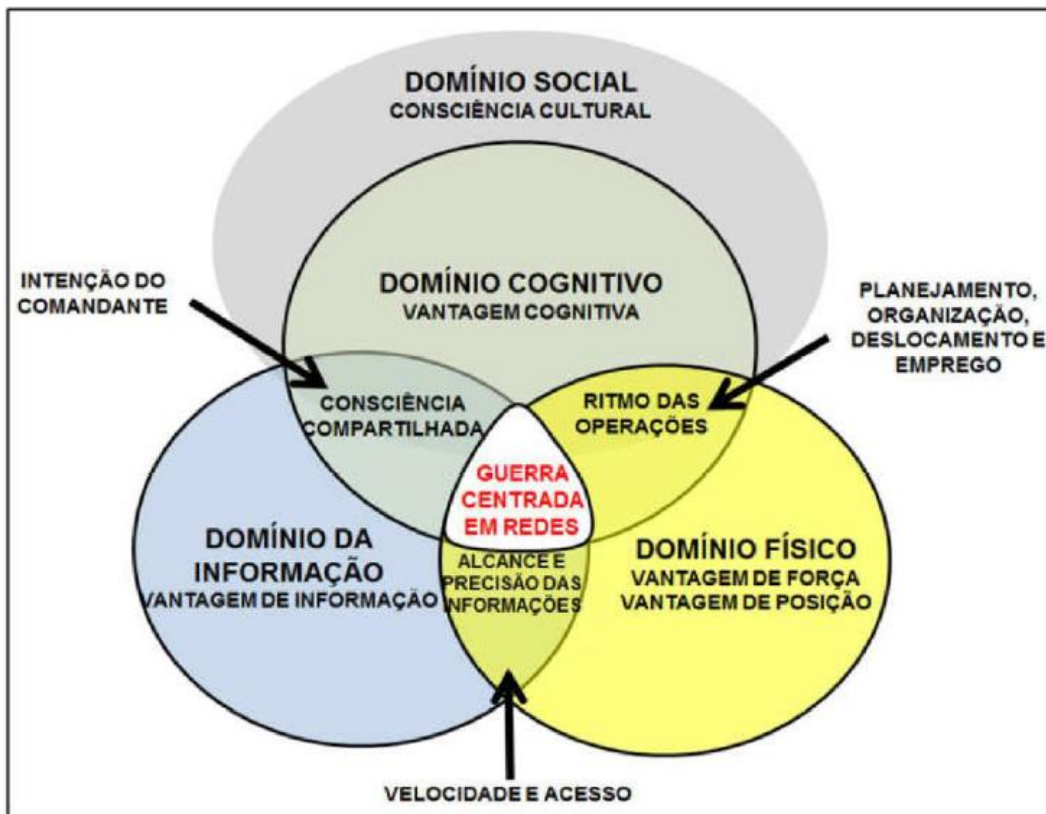 DOMÍNIO SOCIAL
CONSCIÊNCIA CULTURAL
INTENÇÃO DO
COMANDANTE
DOMÍNIO COGNITIVO
VANTAGEM COGNITIVA
PLANEJAMENTO,
ORGANIZAÇÃO,
DESLOCAMENTO E
EMPREGO
CONSCIÊNCIA
COMPARTILHADA
RITMO DAS
OPERAÇÕES
GUERRA
CENTRADA
EM REDES
DOMÍNIO DA
INFORMAÇÃO
VANTAGEM DE INFORMAÇÃO
ALCANCE E
PRECISÃO DAS
INFORMAÇÕES
DOMÍNIO FÍSICO
VANTAGEM DE FORÇA
VANTAGEM DE POSIÇÃO
VELOCIDADE E ACESSO